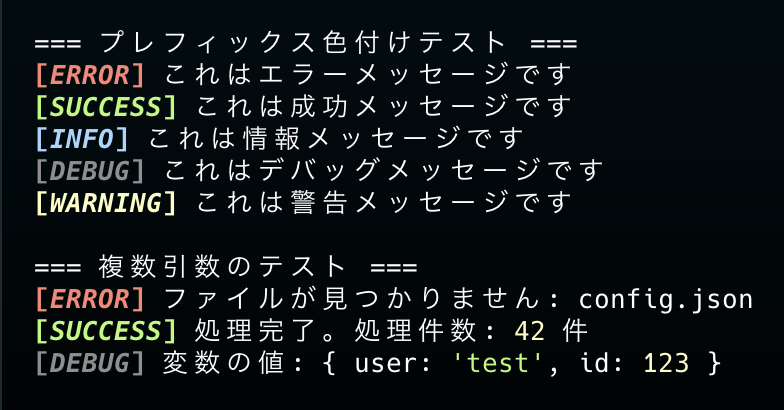 === プレフィックス色付けテスト ===
[ERROR] これはエラーメッセージです
[SUCCESS] これは成功メッセージです
[INFO] これは情報メッセージです
[DEBUG] これはデバッグメッセージです
[WARNING] これは警告メッセージです
=== 複数引数のテスト ===
[ERROR] ファイルが見つかりません: config.json
[SUCCESS] 処理完了。処理件数: 42 件
[DEBUG] 変数の値: { user: 'test', id: 123 }